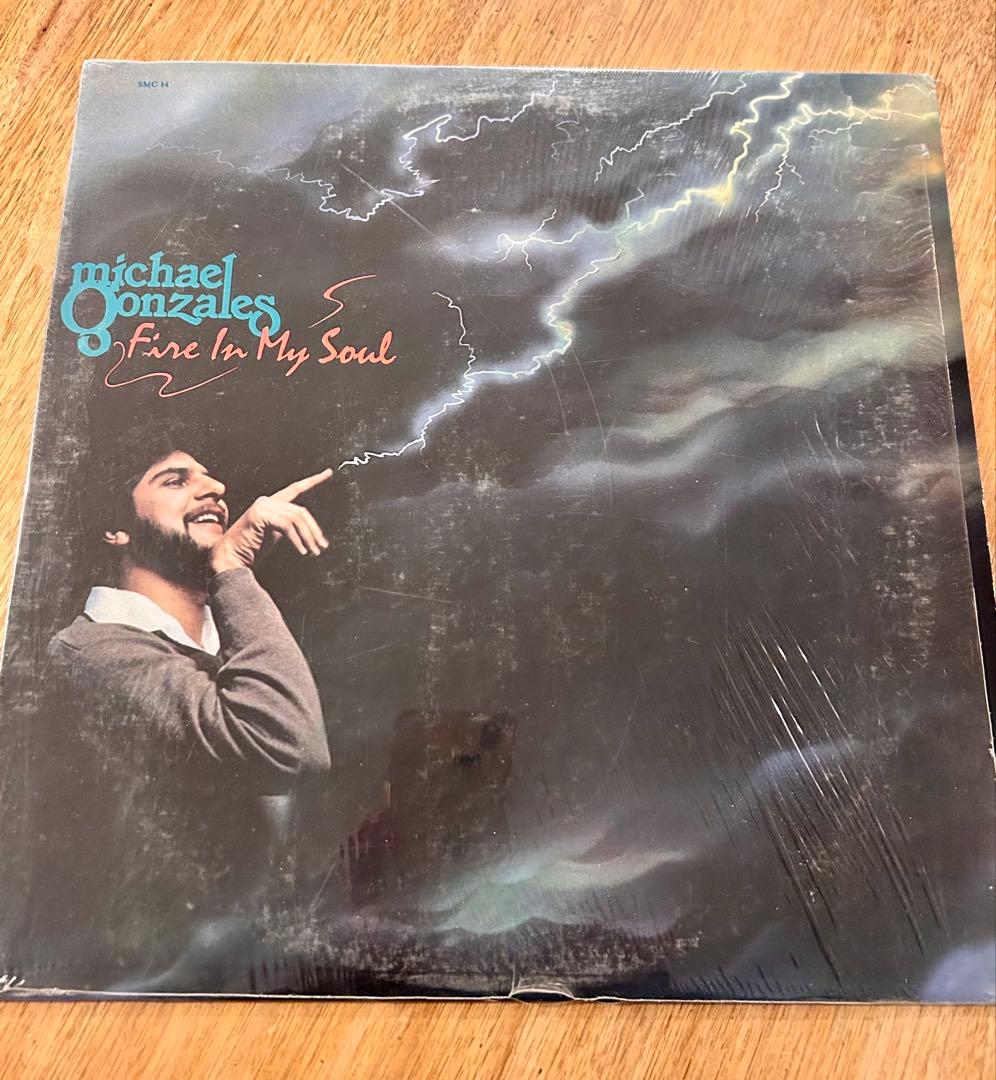 SMC 14
michael
gonzales
Fire In My Soul